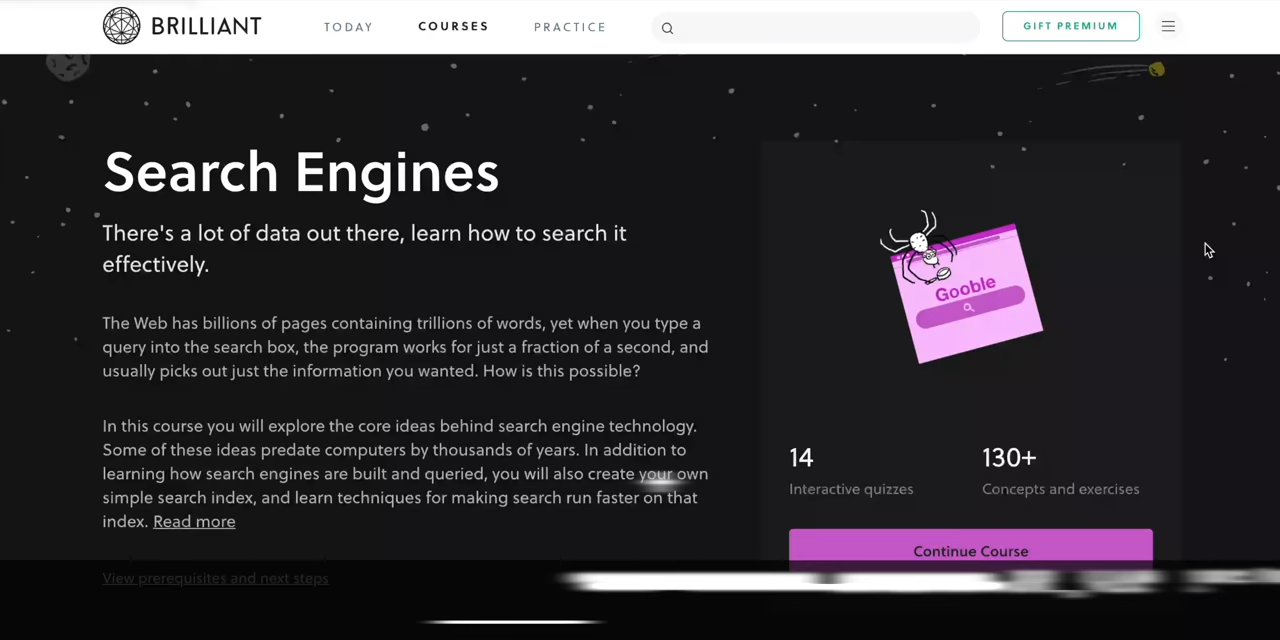 BRILLIANT
TODAY
COURSES
PRACTICE
GIFT PREMIUM
Search Engines
There's a lot of data out there, learn how to search it
effectively.
The Web has billions of pages containing trillions of words, yet when you type a
query into the search box, the program works for just a fraction of a second, and
usually picks out just the information you wanted. How is this possible?
In this course you will explore the core ideas behind search engine technology.
Some of these ideas predate computers by thousands of years. In addition to
learning how search engines are built and queried, you will also create your own
simple search index, and learn techniques for making search run faster on that
index. Read more
View prerequisites and next steps
Gooble
14
Interactive quizzes
130+
Concepts and exercises
Continue Course